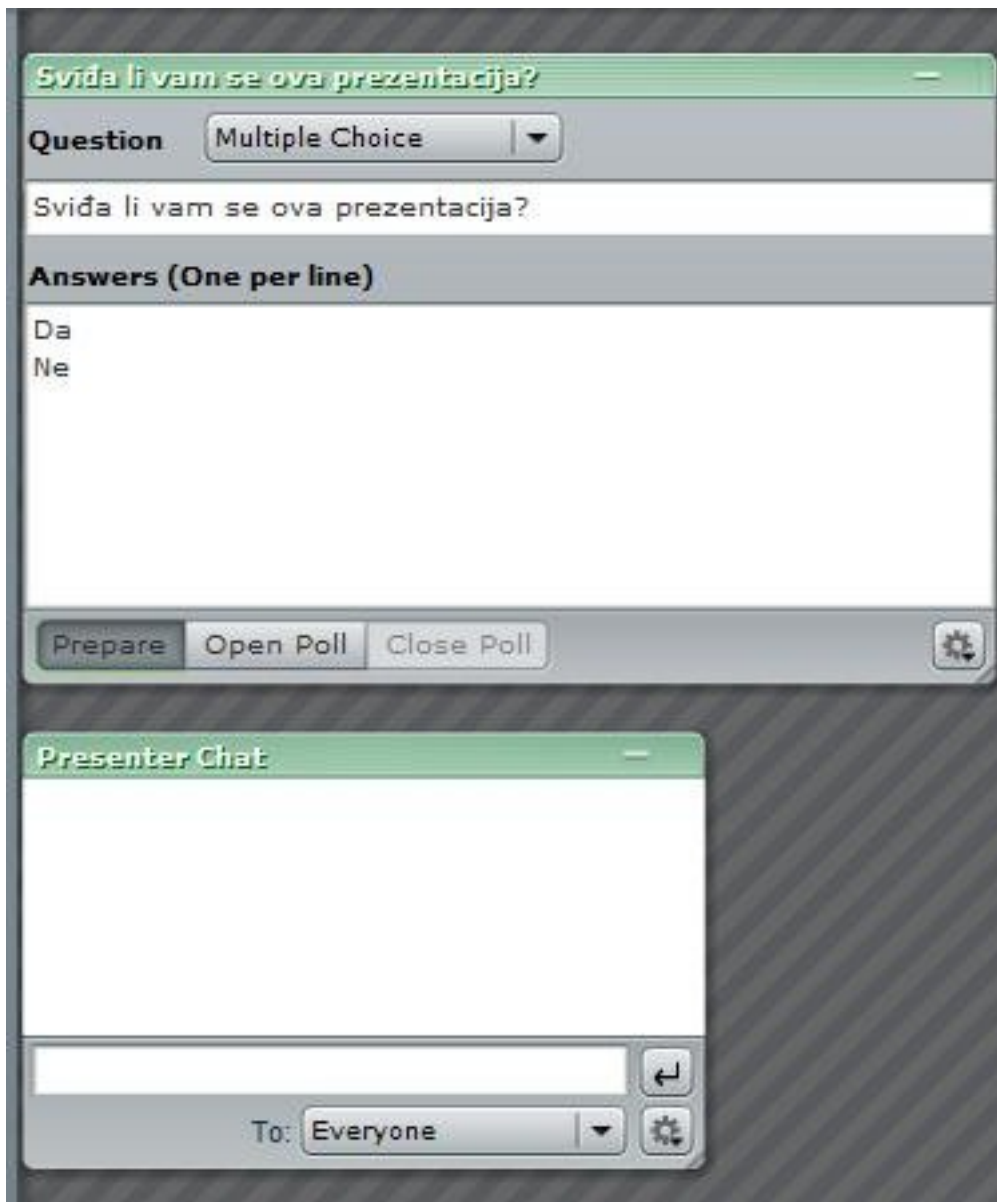 Sviđa li vam se ova prezentacija?
Question Multiple Choice
Sviđa li vam se ova prezentacija?
Answers (One per line)
Da
Ne
Prepare Open Poll Close Poll
Presenter Chat
To: Everyone